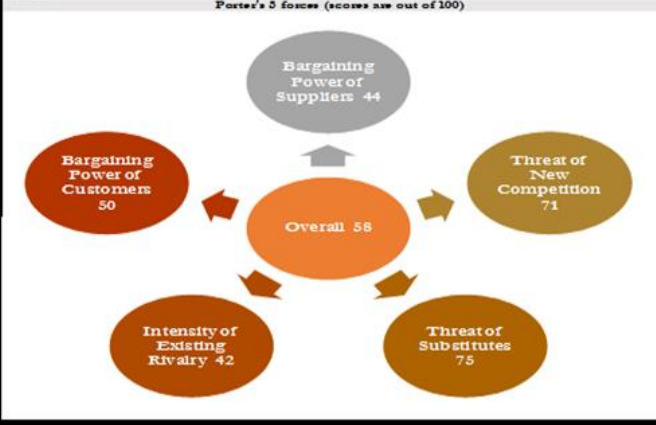 Porter's 5 forces (scores are out of 100)
Bargaining
Power of
Suppliers 44
Bargaining
Power of
Customers
50
Threat of
New
Competition
71
Overall 58
Intensity of
Existing
Rivalry 42
Threat of
Substitutes
75